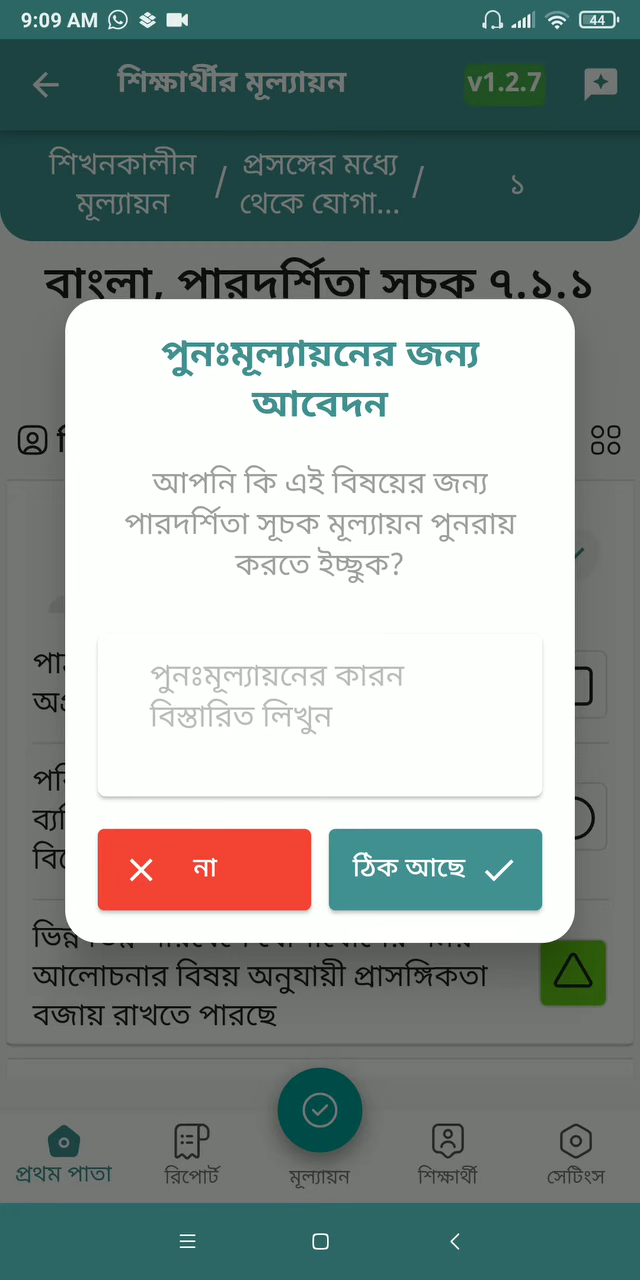 9:09 AM
44
শিক্ষার্থীর মূল্যায়ন
v1.2.7
শিখনকালীন
মূল্যায়ন
/
প্রসঙ্গের মধ্যে
থেকে যোগা...
/
১
বাংলা, পারদর্শিতা সূচক ৭.১.১
পুনঃমূল্যায়নের জন্য
আবেদন
আপনি কি এই বিষয়ের জন্য
পারদর্শিতা সূচক মূল্যায়ন পুনরায়
করতে ইচ্ছুক?
পুনঃমূল্যায়নের কারন
বিস্তারিত লিখুন
না
ঠিক আছে
আলোচনার বিষয় অনুযায়ী প্রাসঙ্গিকতা
বজায় রাখতে পারছে
প্রথম পাতা
রিপোর্ট
মূল্যায়ন
শিক্ষার্থী
সেটিংস